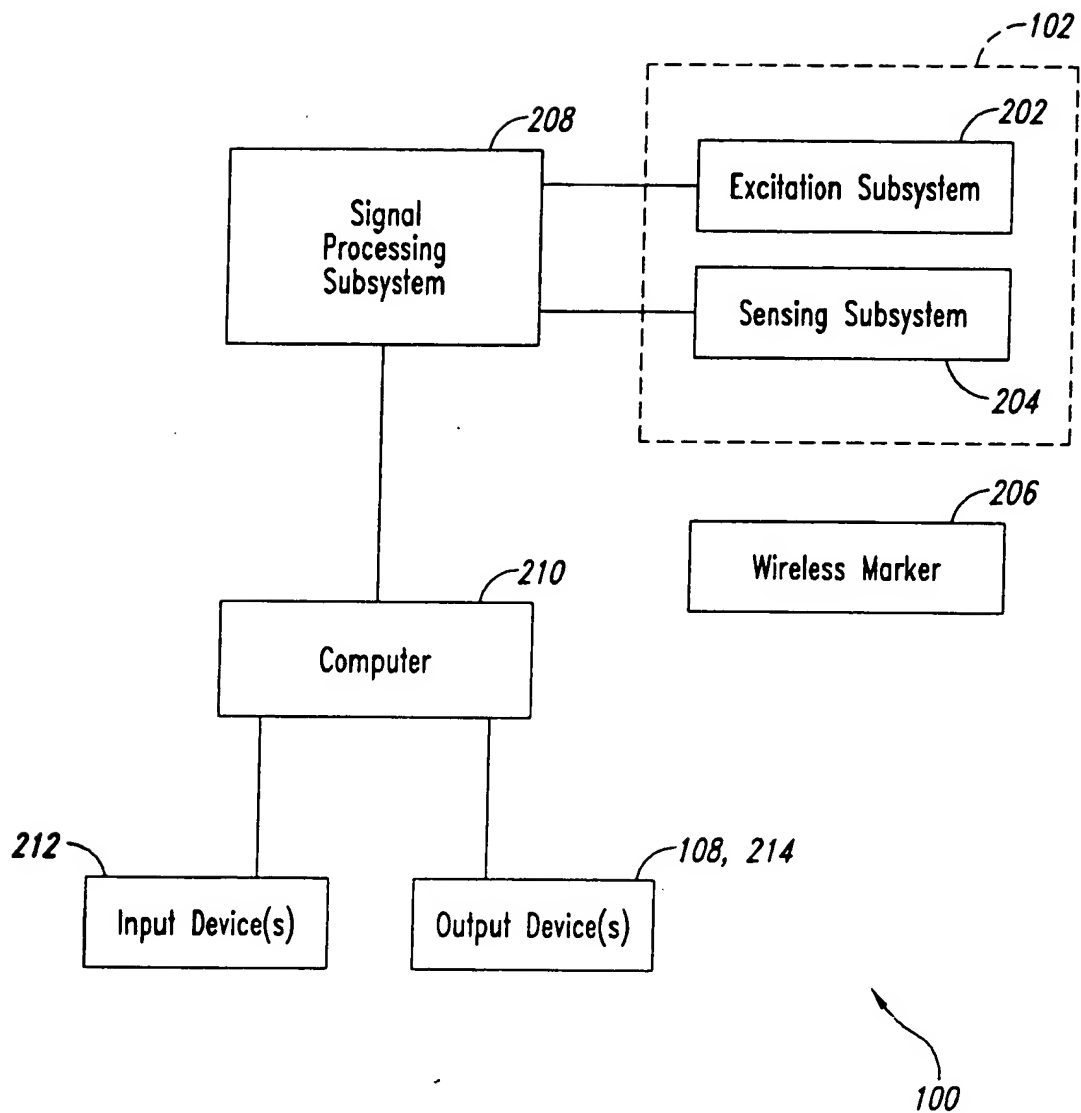 102
208
202
Signal
Processing
Subsystem
Excitation Subsystem
Sensing Subsystem
204
206
Wireless Marker
210
Computer
212
108, 214
Input Device(s)
Output Device(s)
100